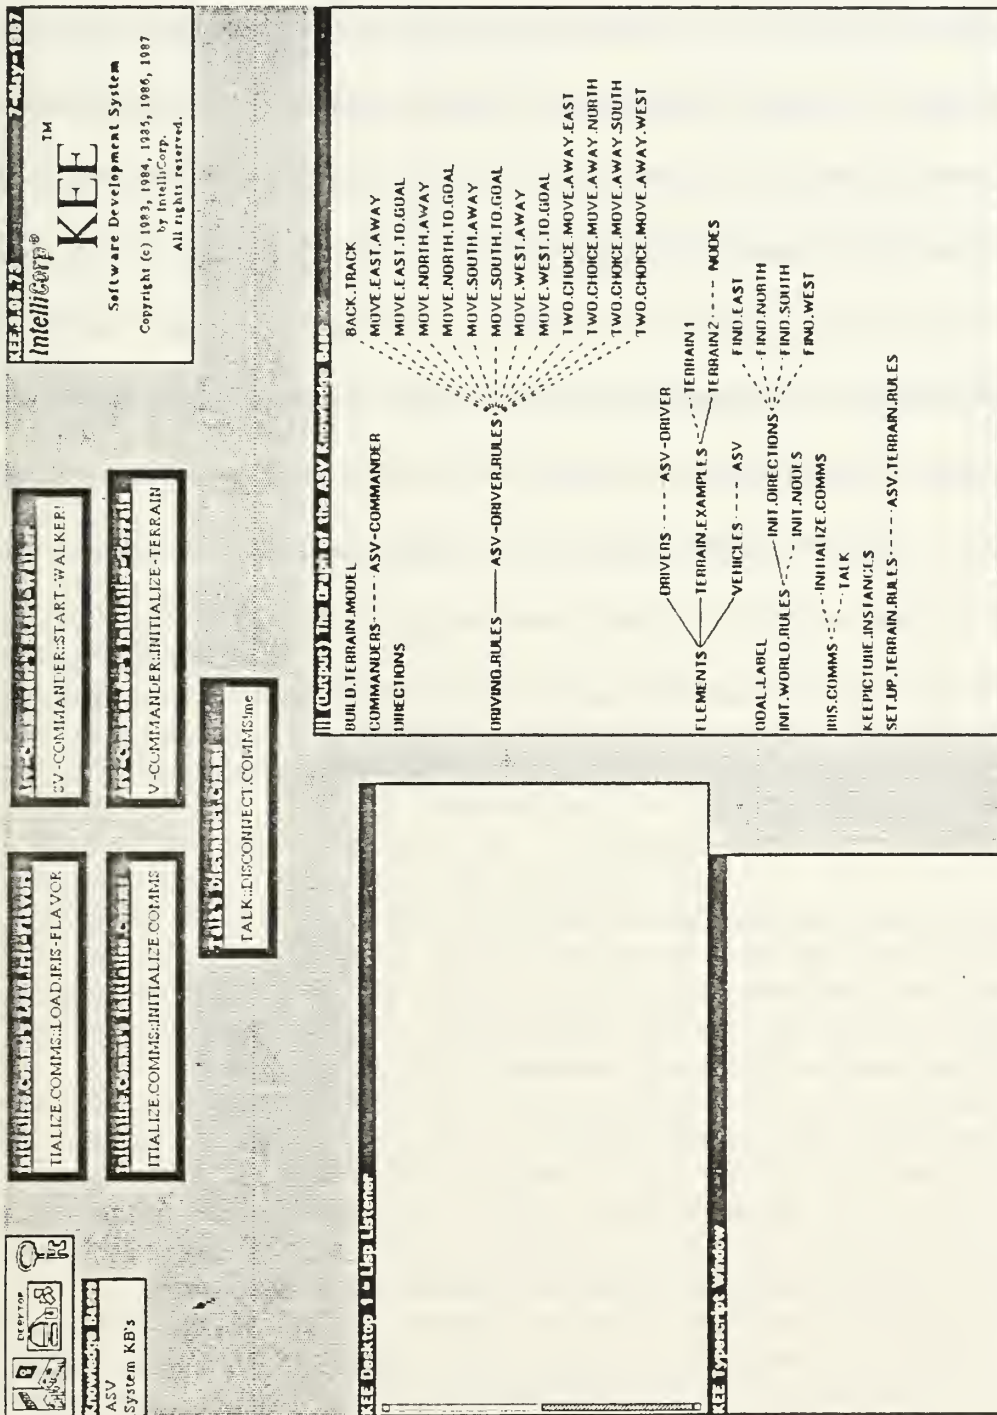 DESKTOP
Knowledge Bases
ASV
System KB's
TIALIZE.COMMS::LOAD.IRIS-FLAVOR
ITIALIZE.COMMS::INITIALIZE.COMMS
SV-COMMANDER::START-WALKER!
V-COMMANDER::INITIALIZE-TERRAIN
TALK::DISCONNECT.COMMS!me
KEE 3.06.73 7-May-1987
IntelliCorp®
KEE™
Software Development System
Copyright (c) 1983, 1984, 1985, 1986, 1987
by IntelliCorp.
All rights reserved.
KEE Desktop 1 - Lisp Listener
KEE Typescript Window
(Output) The Graph of the ASV Knowledge Base
BUILD.TERRAIN.MODEL
COMMANDERS ASV-COMMANDER
DIRECTIONS
DRIVING.RULES ASV-DRIVER.RULES
BACK.TRACK
MOVE.EAST.AWAY
MOVE.EAST.TO.GOAL
MOVE.NORTH.AWAY
MOVE.NORTH.TO.GOAL
MOVE.SOUTH.AWAY
MOVE.SOUTH.TO.GOAL
MOVE.WEST.AWAY
MOVE.WEST.TO.GOAL
TWO.CHOICE.MOVE.AWAY.EAST
TWO.CHOICE.MOVE.AWAY.NORTH
TWO.CHOICE.MOVE.AWAY.SOUTH
TWO.CHOICE.MOVE.AWAY.WEST
DRIVERS ASV-DRIVER
ELEMENTS TERRAIN.EXAMPLES TERRAIN1
TERRAIN2 NODES
VEHICLES ASV
GOAL.LABEL
INIT.WORLD.RULES INIT.DIRECTIONS
FIND.EAST
FIND.NORTH
FIND.SOUTH
FIND.WEST
INIT.NODES
IRIS.COMMS INITIALIZE.COMMS
TALK
KEEPICTURE.INSTANCES
SET.UP.TERRAIN.RULES ASV.TERRAIN.RULES